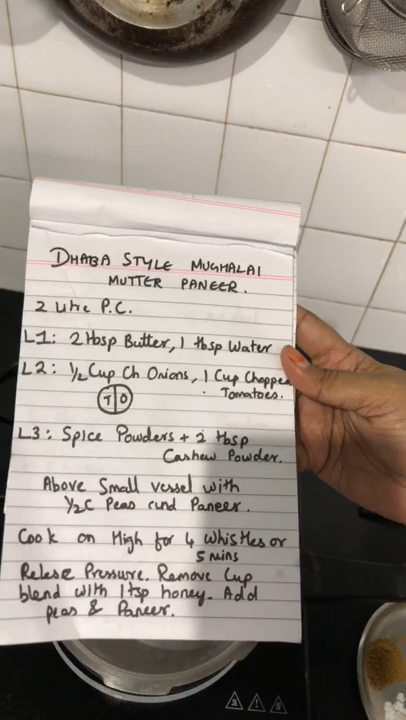 DHABA STYLE MUGHALAI
MUTTER PANEER.
2 Litre P.C.
L1: 2 tbsp Butter, 1 tbsp Water
L2: 1/2 Cup Ch Onions, 1 Cup Chopped
Tomatoes.
T O
L3: Spice Powders + 2 tbsp
Cashew Powder.
Above Small vessel with
1/2C Peas and Paneer.
Cook on High for 4 Whistles or
5 mins
Relese Pressure. Remove Cup
blend with 1 tsp honey. Add
peas & Paneer.